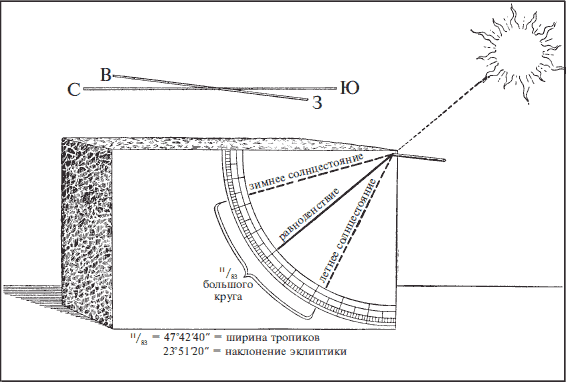 В
С
Ю
З
зимнее солнцестояние
равноденствие
летнее солнцестояние
11/83
большого
круга
11/83 = 47°42′40″ = ширина тропиков
23°51′20″ = наклонение эклиптики